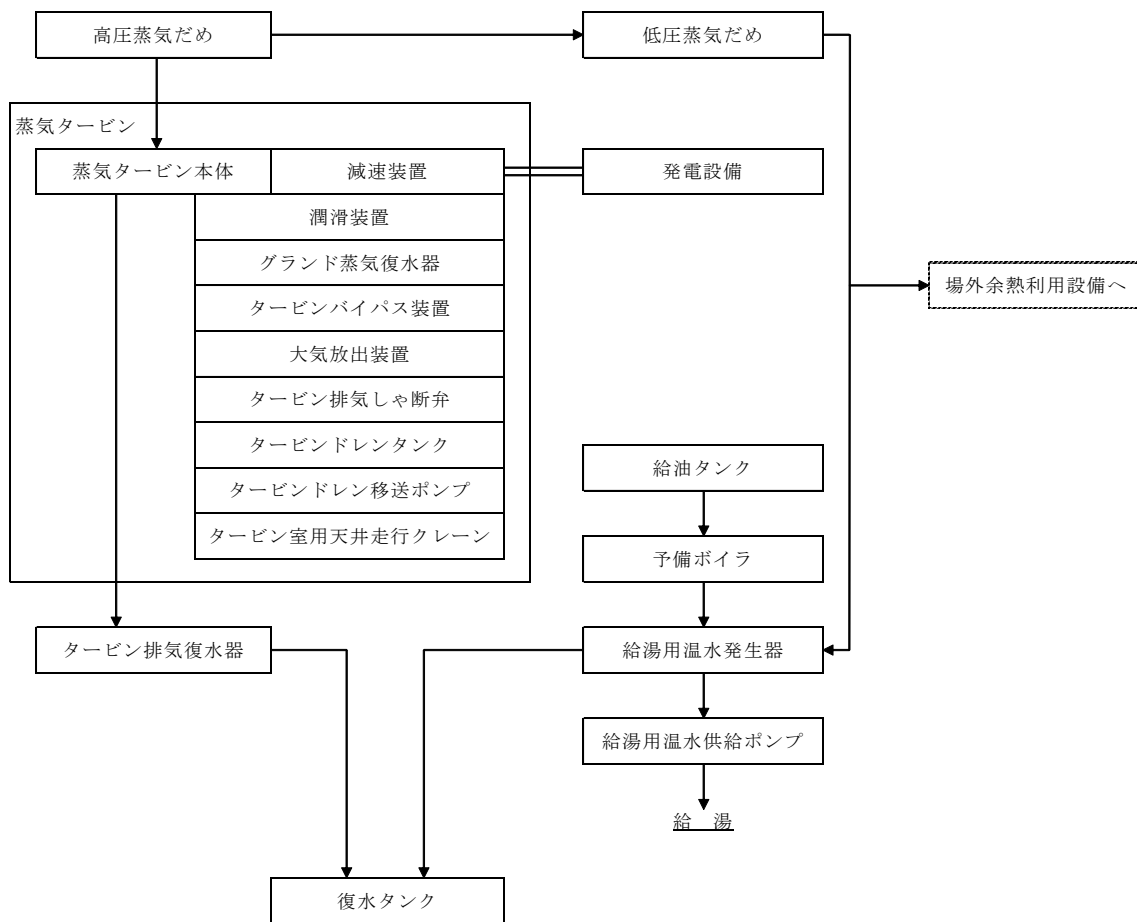 高圧蒸気だめ
低圧蒸気だめ
蒸気タービン
蒸気タービン本体
減速装置
発電設備
潤滑装置
グランド蒸気復水器
タービンバイパス装置
場外余熱利用設備へ
大気放出装置
タービン排気しゃ断弁
タービンドレンタンク
給油タンク
タービンドレン移送ポンプ
タービン室用天井走行クレーン
予備ボイラ
タービン排気復水器
給湯用温水発生器
給湯用温水供給ポンプ
給　湯
復水タンク